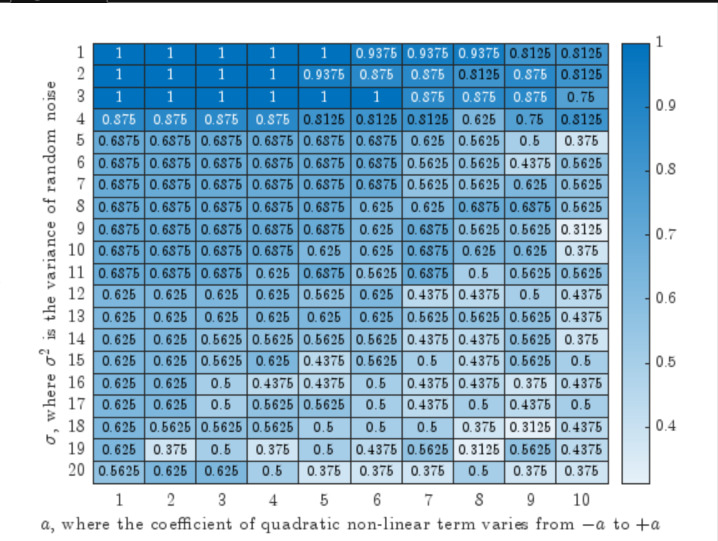 1 1 1 1 1 1 0.9375 0.9375 0.9375 0.8125 0.8125
2 1 1 1 1 0.9375 0.875 0.875 0.8125 0.875 0.8125
3 1 1 1 1 1 1 0.875 0.875 0.875 0.75
4 0.875 0.875 0.875 0.875 0.8125 0.8125 0.8125 0.625 0.75 0.8125
5 0.6875 0.6875 0.6875 0.6875 0.6875 0.6875 0.625 0.5625 0.5 0.375
6 0.6875 0.6875 0.6875 0.6875 0.6875 0.6875 0.5625 0.5625 0.4375 0.5625
7 0.6875 0.6875 0.6875 0.6875 0.6875 0.6875 0.5625 0.5625 0.625 0.5625
8 0.6875 0.6875 0.6875 0.6875 0.6875 0.625 0.625 0.6875 0.6875 0.5625
9 0.6875 0.6875 0.6875 0.6875 0.6875 0.625 0.6875 0.5625 0.5625 0.3125
10 0.6875 0.6875 0.6875 0.6875 0.625 0.625 0.6875 0.625 0.625 0.375
11 0.6875 0.6875 0.6875 0.625 0.6875 0.5625 0.6875 0.5 0.5625 0.5625
12 0.625 0.625 0.625 0.625 0.5625 0.625 0.4375 0.4375 0.5 0.4375
13 0.625 0.625 0.625 0.625 0.625 0.625 0.5625 0.5625 0.5625 0.4375
14 0.625 0.625 0.5625 0.5625 0.5625 0.5625 0.4375 0.4375 0.5625 0.375
15 0.625 0.625 0.5625 0.625 0.4375 0.5625 0.5 0.4375 0.5625 0.5
16 0.625 0.625 0.5 0.4375 0.4375 0.5 0.4375 0.4375 0.375 0.4375
17 0.625 0.625 0.5 0.5625 0.5625 0.5 0.4375 0.5 0.4375 0.5
18 0.625 0.5625 0.5625 0.5625 0.5 0.5 0.5 0.375 0.3125 0.4375
19 0.625 0.375 0.5 0.375 0.5 0.4375 0.5625 0.3125 0.5625 0.4375
20 0.5625 0.625 0.625 0.5 0.375 0.375 0.375 0.5 0.375 0.375
1 2 3 4 5 6 7 8 9 10
a, where the coefficient of quadratic non-linear term varies from −a to +a
σ, where σ² is the variance of random noise
1
0.9
0.8
0.7
0.6
0.5
0.4